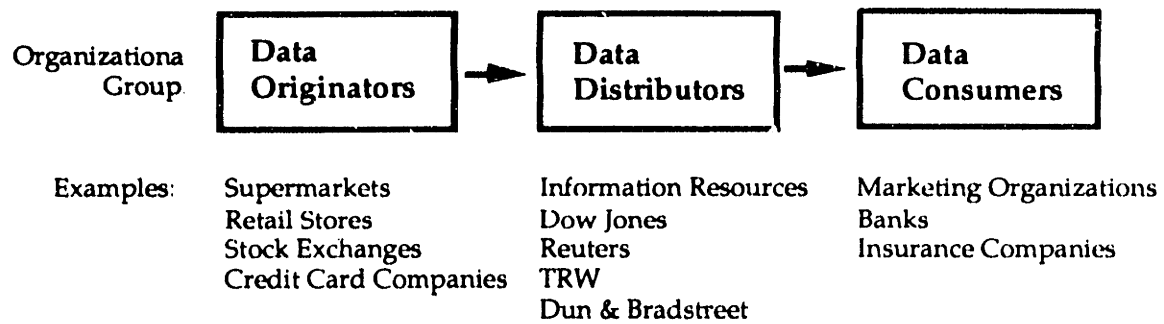 Organizationa
Group
Data
Originators
Data
Distributors
Data
Consumers
Examples:
Supermarkets
Retail Stores
Stock Exchanges
Credit Card Companies
Information Resources
Dow Jones
Reuters
TRW
Dun & Bradstreet
Marketing Organizations
Banks
Insurance Companies